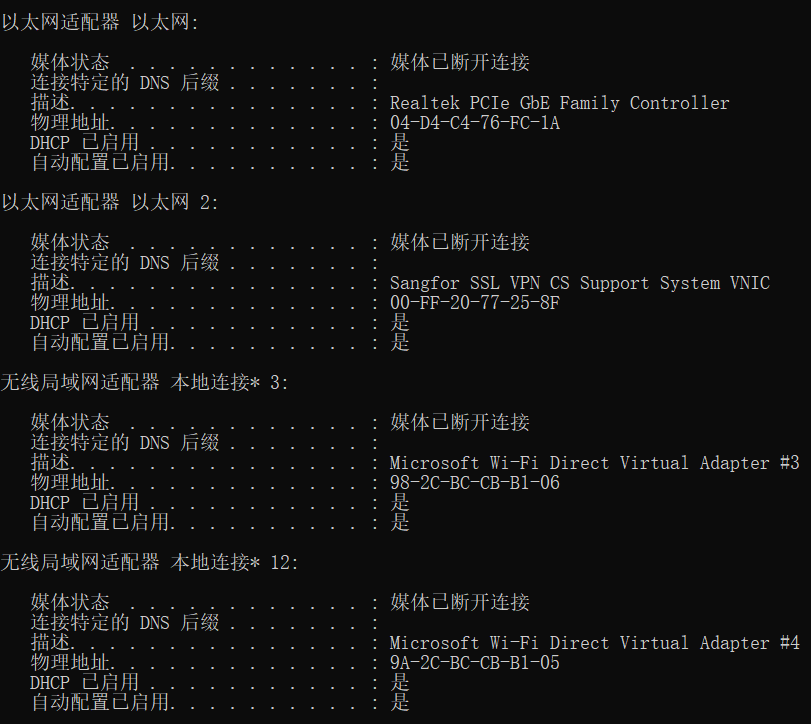 以太网适配器 以太网:
媒体状态  . . . . . . . . . . . . : 媒体已断开连接
连接特定的 DNS 后缀 . . . . . . . :
描述. . . . . . . . . . . . . . . : Realtek PCIe GbE Family Controller
物理地址. . . . . . . . . . . . . : 04-D4-C4-76-FC-1A
DHCP 已启用 . . . . . . . . . . . : 是
自动配置已启用. . . . . . . . . . : 是
以太网适配器 以太网 2:
媒体状态  . . . . . . . . . . . . : 媒体已断开连接
连接特定的 DNS 后缀 . . . . . . . :
描述. . . . . . . . . . . . . . . : Sangfor SSL VPN CS Support System VNIC
物理地址. . . . . . . . . . . . . : 00-FF-20-77-25-8F
DHCP 已启用 . . . . . . . . . . . : 是
自动配置已启用. . . . . . . . . . : 是
无线局域网适配器 本地连接* 3:
媒体状态  . . . . . . . . . . . . : 媒体已断开连接
连接特定的 DNS 后缀 . . . . . . . :
描述. . . . . . . . . . . . . . . : Microsoft Wi-Fi Direct Virtual Adapter #3
物理地址. . . . . . . . . . . . . : 98-2C-BC-CB-B1-06
DHCP 已启用 . . . . . . . . . . . : 是
自动配置已启用. . . . . . . . . . : 是
无线局域网适配器 本地连接* 12:
媒体状态  . . . . . . . . . . . . : 媒体已断开连接
连接特定的 DNS 后缀 . . . . . . . :
描述. . . . . . . . . . . . . . . : Microsoft Wi-Fi Direct Virtual Adapter #4
物理地址. . . . . . . . . . . . . : 9A-2C-BC-CB-B1-05
DHCP 已启用 . . . . . . . . . . . : 是
自动配置已启用. . . . . . . . . . : 是